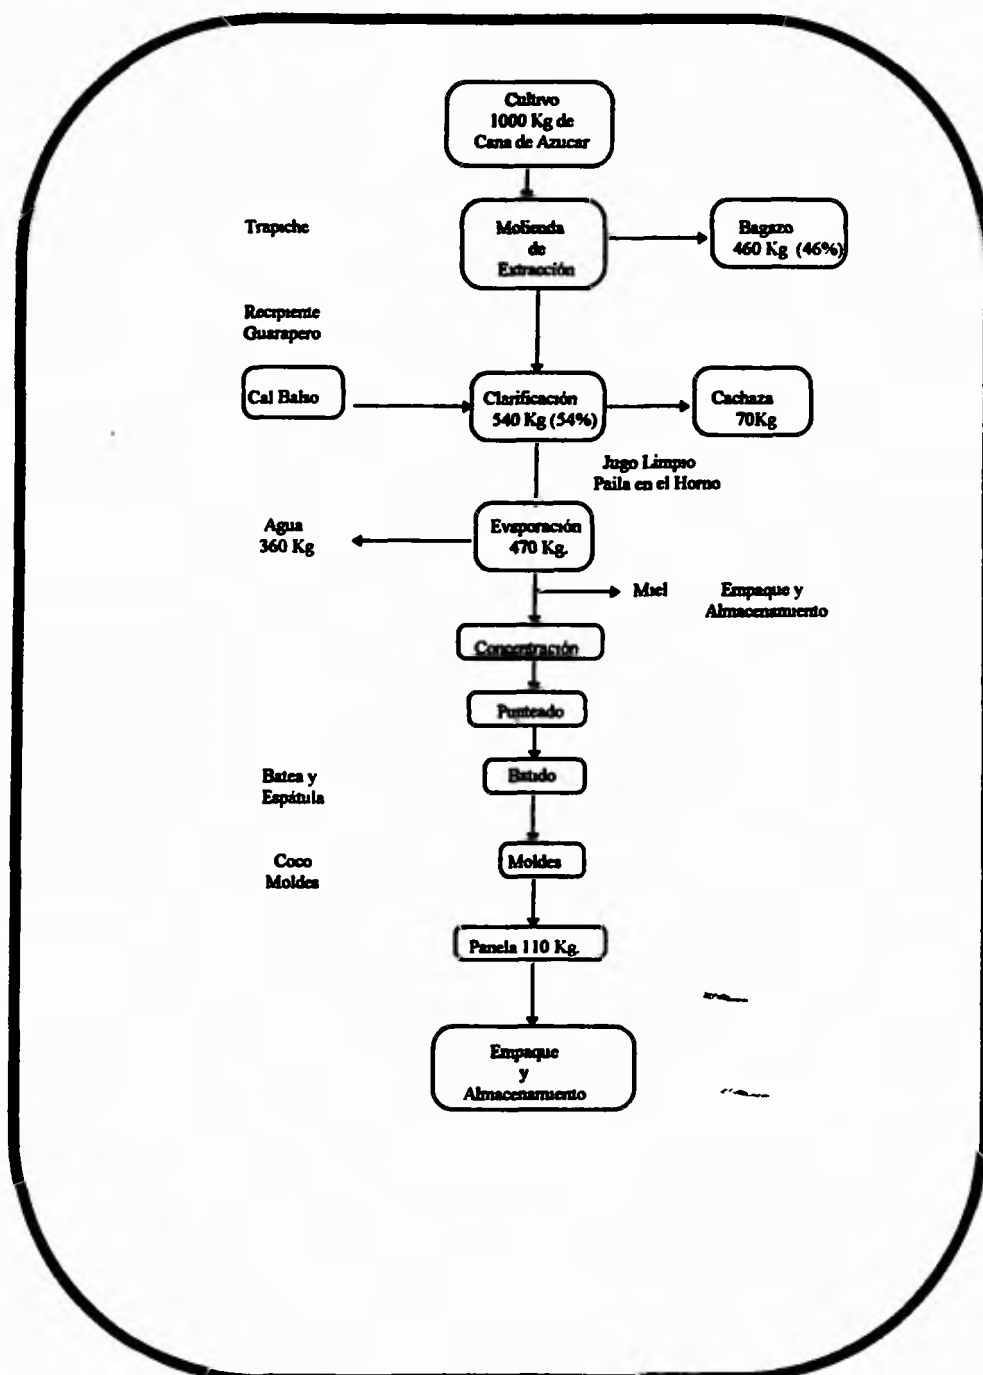 Cultivo
1000 Kg de
Cana de Azucar
Trapiche
Molienda
de
Extracción
Bagazo
460 Kg (46%)
Recipiente
Guarapero
Cal Balso
Clarificación
540 Kg (54%)
Cachaza
70Kg
Jugo Limpio
Paila en el Horno
Agua
360 Kg
Evaporación
470 Kg.
Miel
Empaque y
Almacenamiento
Concentración
Punteado
Batido
Batea y
Espátula
Coco
Moldes
Moldes
Panela 110 Kg.
Empaque
y
Almacenamiento